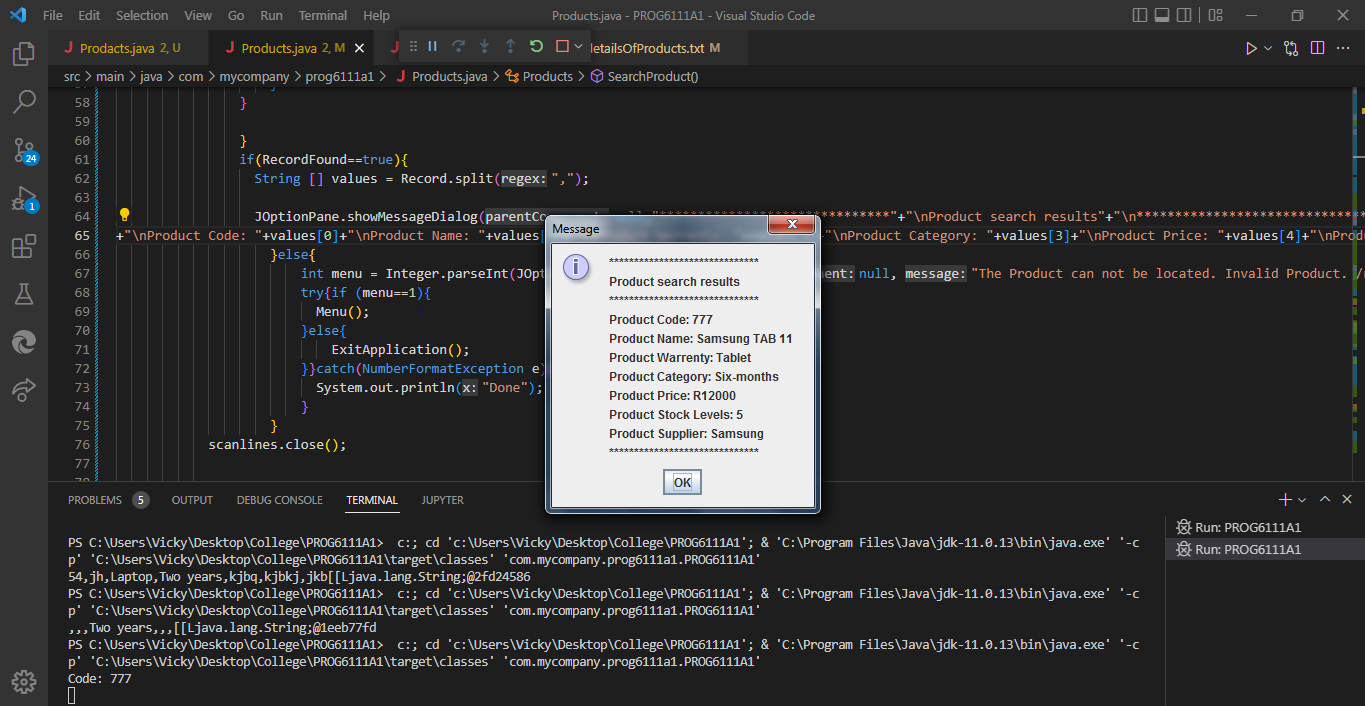 File Edit Selection View Go Run Terminal Help Products.java - PROG6111A1 - Visual Studio Code
Prodacts.java 2, U Products.java 2, M etailsOfProducts.txt M
src > main > java > com > mycompany > prog6111a1 > Products.java > Products > SearchProduct()
58 }
59
60 }
61 if(RecordFound==true){
62 String [] values = Record.split(regex: ",");
63
64 JOptionPane.showMessageDialog( "******************************"+"\nProduct search results"+"\n*****************************
65 +"\nProduct Code: "+values[0]+"\nProduct Name: "+values[ "\nProduct Category: "+values[3]+"\nProduct Price: "+values[4]+"\nProd
66 }else{
67 int menu = Integer.parseInt( null, message: "The Product can not be located. Invalid Product. /
68 try{if (menu==1){
69 Menu();
70 }else{
71 ExitApplication();
72 }}catch(NumberFormatException e)
73 System.out.println(x: "Done");
74 }
75 }
76 scanlines.close();
77
Message
******************************
Product search results
******************************
Product Code: 777
Product Name: Samsung TAB 11
Product Warrenty: Tablet
Product Category: Six-months
Product Price: R12000
Product Stock Levels: 5
Product Supplier: Samsung
******************************
OK
24
1
PROBLEMS 5 OUTPUT DEBUG CONSOLE TERMINAL JUPYTER
Run: PROG6111A1
Run: PROG6111A1
PS C:\Users\Vicky\Desktop\College\PROG6111A1> c:; cd 'c:\Users\Vicky\Desktop\College\PROG6111A1'; & 'C:\Program Files\Java\jdk-11.0.13\bin\java.exe' '-c
p' 'C:\Users\Vicky\Desktop\College\PROG6111A1\target\classes' 'com.mycompany.prog6111a1.PROG6111A1'
54,jh,Laptop,Two years,kjbq,kjbkj,jkb[[Ljava.lang.String;@2fd24586
PS C:\Users\Vicky\Desktop\College\PROG6111A1> c:; cd 'c:\Users\Vicky\Desktop\College\PROG6111A1'; & 'C:\Program Files\Java\jdk-11.0.13\bin\java.exe' '-c
p' 'C:\Users\Vicky\Desktop\College\PROG6111A1\target\classes' 'com.mycompany.prog6111a1.PROG6111A1'
,,,Two years,,,[[Ljava.lang.String;@1eeb77fd
PS C:\Users\Vicky\Desktop\College\PROG6111A1> c:; cd 'c:\Users\Vicky\Desktop\College\PROG6111A1'; & 'C:\Program Files\Java\jdk-11.0.13\bin\java.exe' '-c
p' 'C:\Users\Vicky\Desktop\College\PROG6111A1\target\classes' 'com.mycompany.prog6111a1.PROG6111A1'
Code: 777